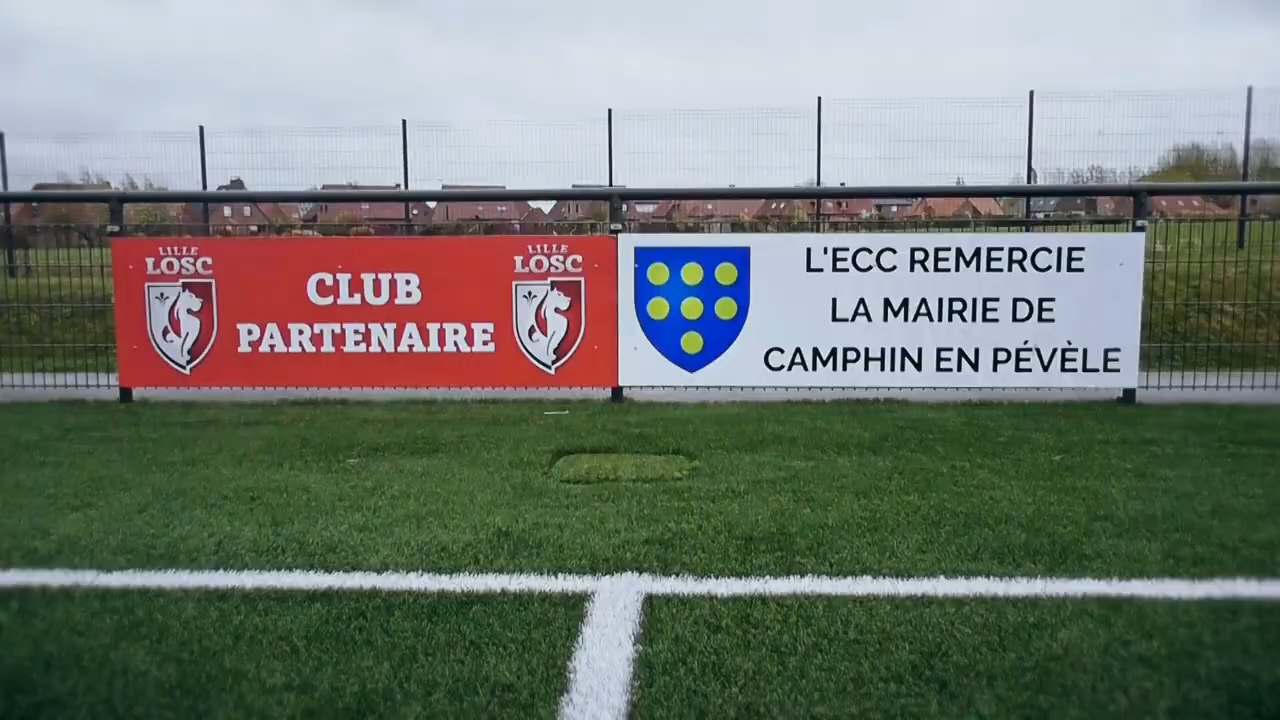 LILLE
LOSC
CLUB
PARTENAIRE
LILLE
LOSC
L'ECC REMERCIE
LA MAIRIE DE
CAMPHIN EN PÉVÈLE